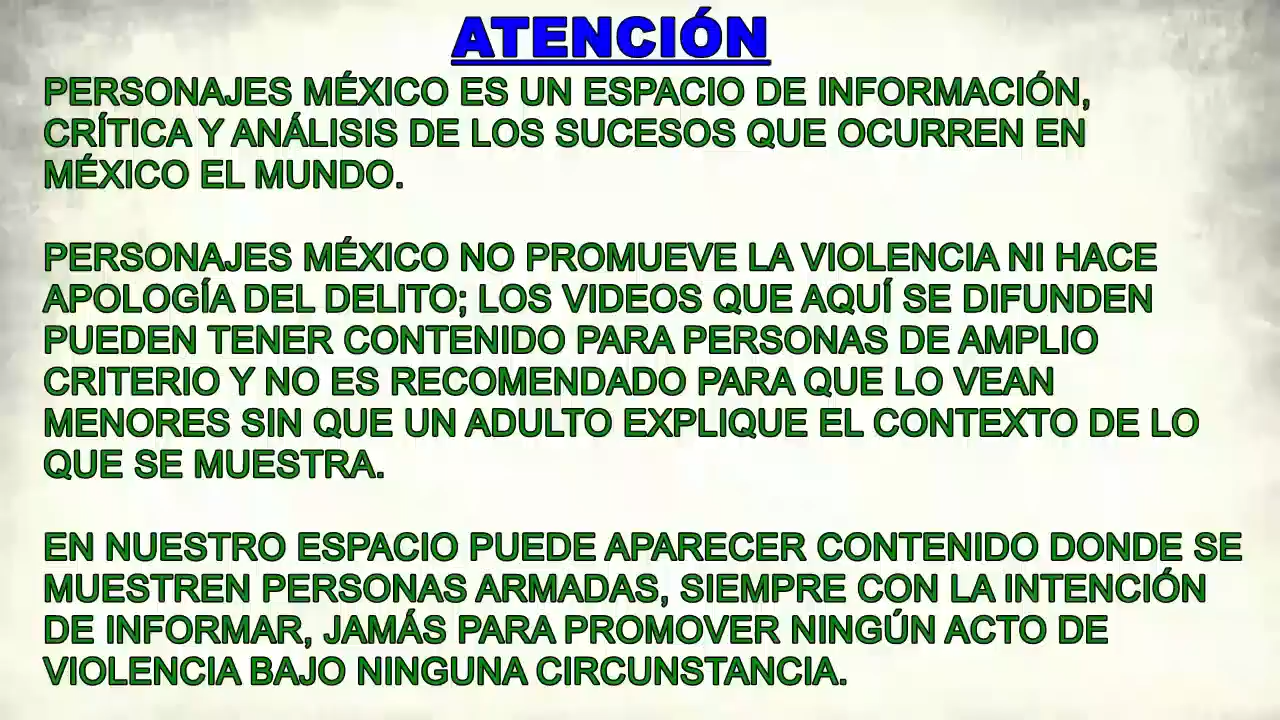 ATENCIÓN
PERSONAJES MÉXICO ES UN ESPACIO DE INFORMACIÓN,
CRÍTICA Y ANÁLISIS DE LOS SUCESOS QUE OCURREN EN
MÉXICO EL MUNDO.
PERSONAJES MÉXICO NO PROMUEVE LA VIOLENCIA NI HACE
APOLOGÍA DEL DELITO; LOS VIDEOS QUE AQUÍ SE DIFUNDEN
PUEDEN TENER CONTENIDO PARA PERSONAS DE AMPLIO
CRITERIO Y NO ES RECOMENDADO PARA QUE LO VEAN
MENORES SIN QUE UN ADULTO EXPLIQUE EL CONTEXTO DE LO
QUE SE MUESTRA.
EN NUESTRO ESPACIO PUEDE APARECER CONTENIDO DONDE SE
MUESTREN PERSONAS ARMADAS, SIEMPRE CON LA INTENCIÓN
DE INFORMAR, JAMÁS PARA PROMOVER NINGÚN ACTO DE
VIOLENCIA BAJO NINGUNA CIRCUNSTANCIA.